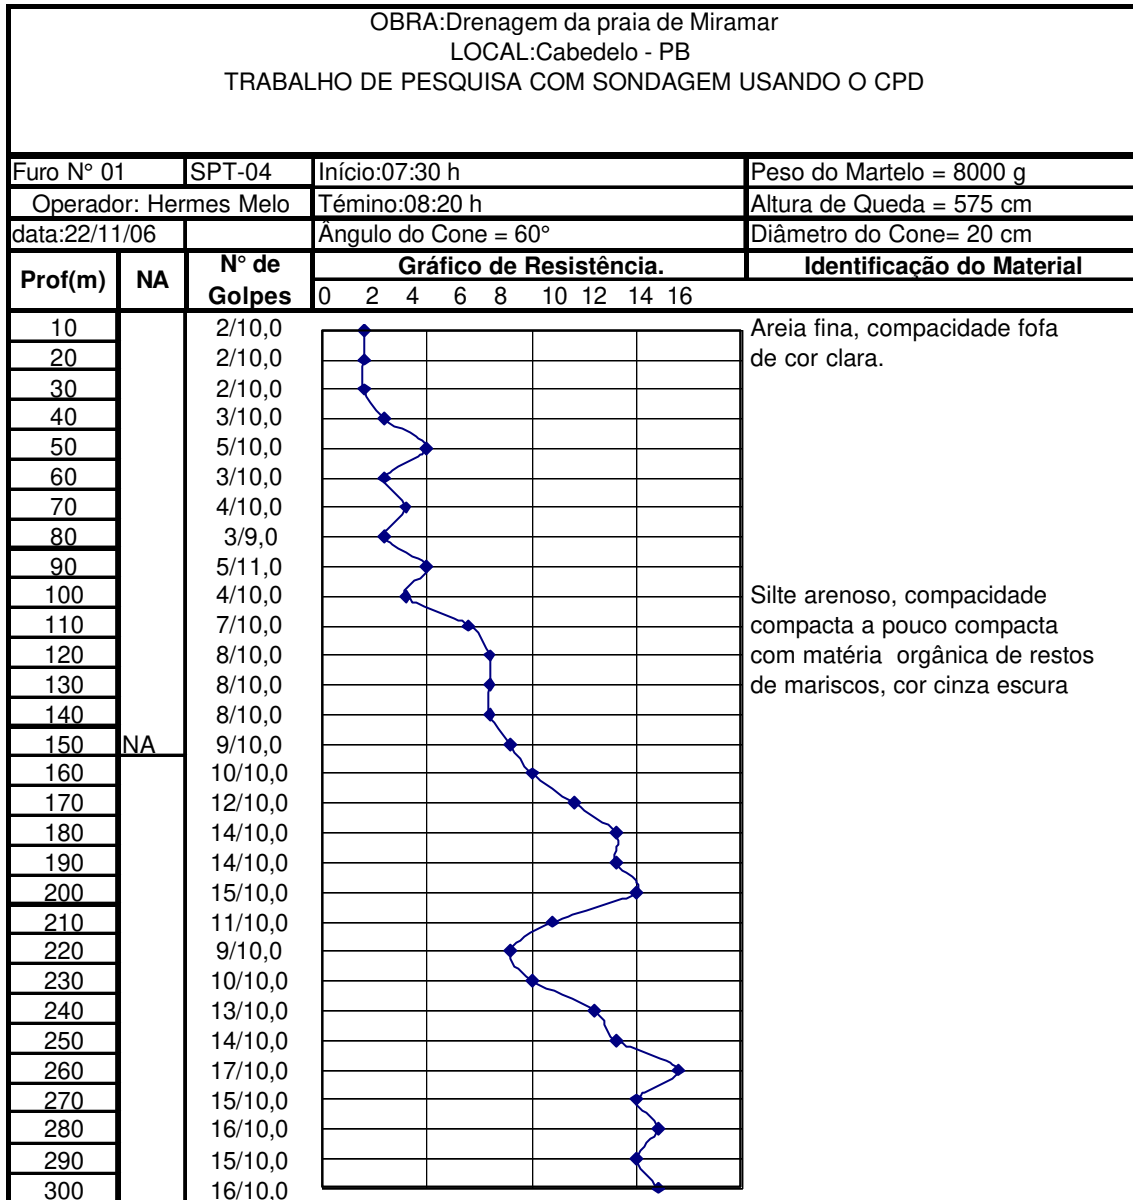 OBRA:Drenagem da praia de Miramar
LOCAL:Cabedelo - PB
TRABALHO DE PESQUISA COM SONDAGEM USANDO O CPD
Furo N° 01 SPT-04 Início:07:30 h Peso do Martelo = 8000 g
Operador: Hermes Melo Témino:08:20 h Altura de Queda = 575 cm
data:22/11/06 Ângulo do Cone = 60° Diâmetro do Cone= 20 cm
Prof(m) NA N° de Golpes Gráfico de Resistência. Identificação do Material
0 2 4 6 8 10 12 14 16
10 2/10,0 Areia fina, compacidade fofa
20 2/10,0 de cor clara.
30 2/10,0
40 3/10,0
50 5/10,0
60 3/10,0
70 4/10,0
80 3/9,0
90 5/11,0
100 4/10,0 Silte arenoso, compacidade
110 7/10,0 compacta a pouco compacta
120 8/10,0 com matéria orgânica de restos
130 8/10,0 de mariscos, cor cinza escura
140 8/10,0
150 NA 9/10,0
160 10/10,0
170 12/10,0
180 14/10,0
190 14/10,0
200 15/10,0
210 11/10,0
220 9/10,0
230 10/10,0
240 13/10,0
250 14/10,0
260 17/10,0
270 15/10,0
280 16/10,0
290 15/10,0
300 16/10,0